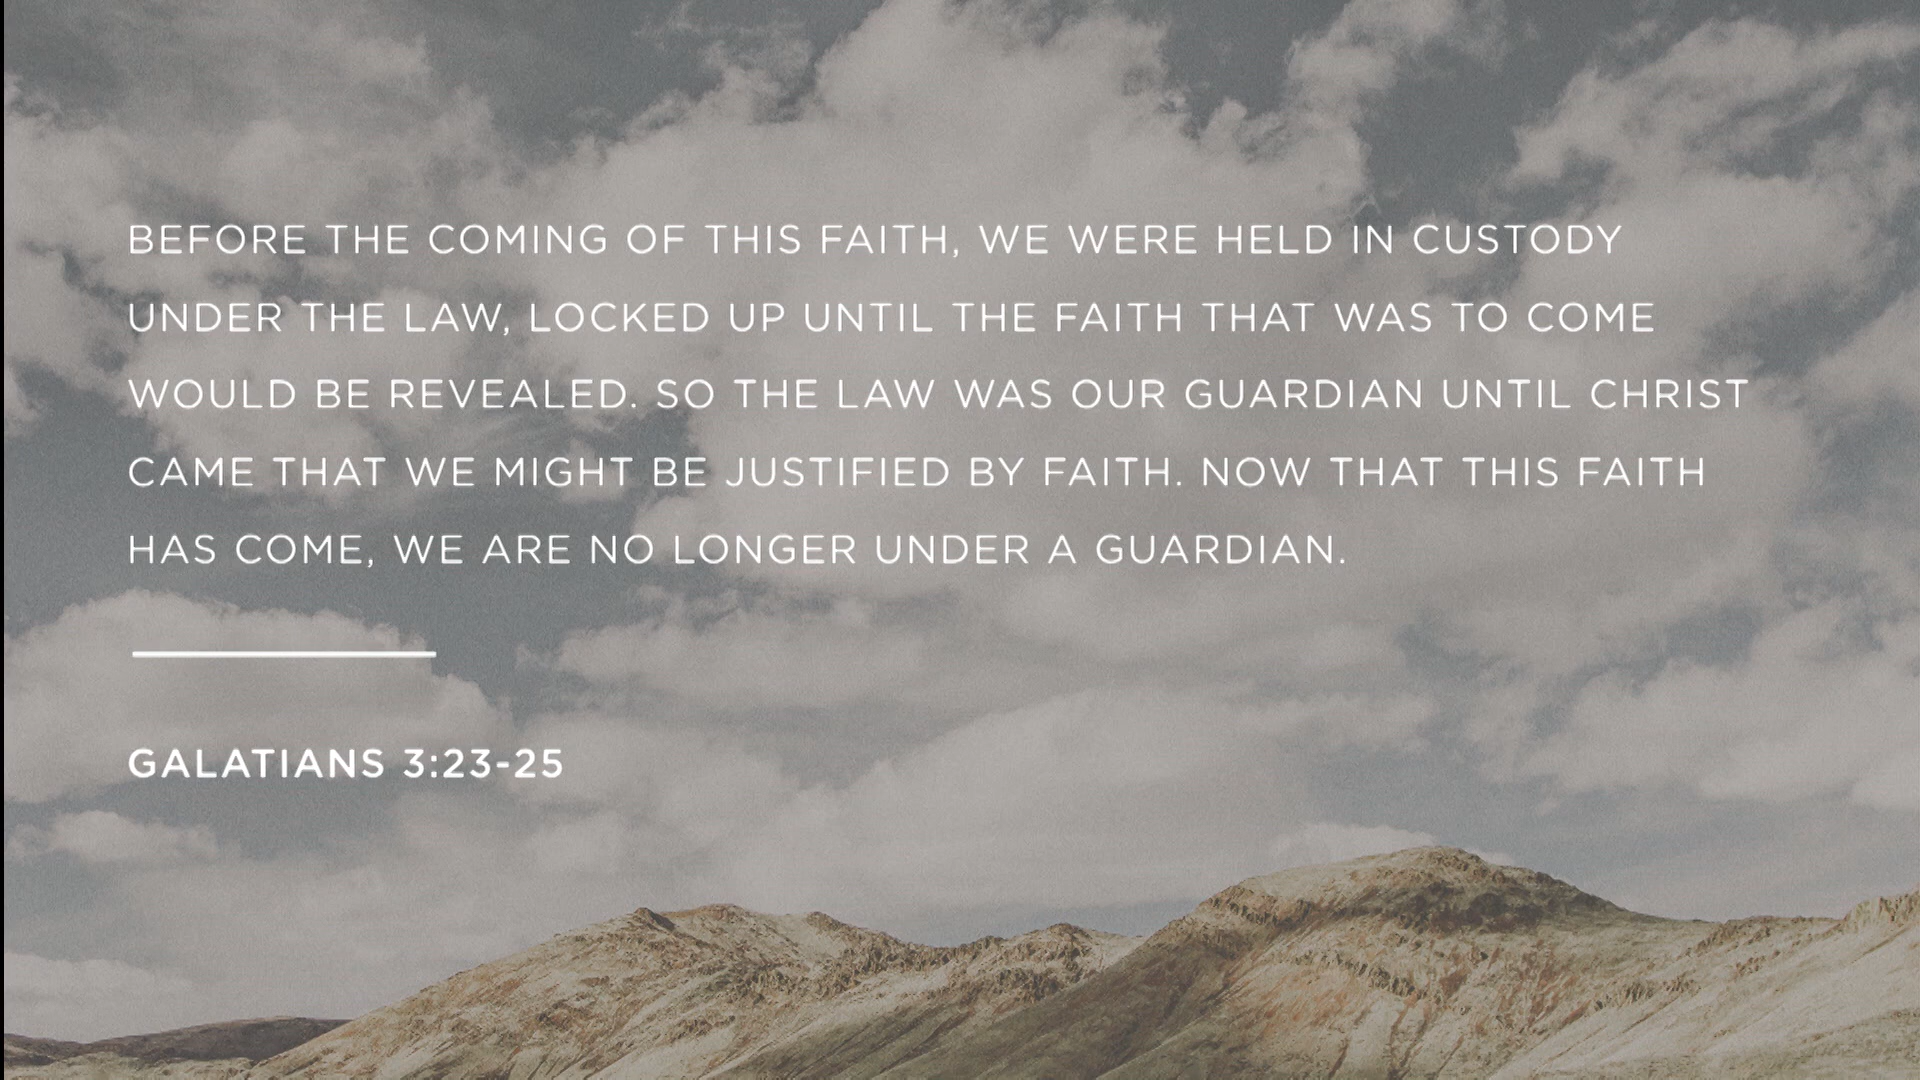 BEFORE THE COMING OF THIS FAITH, WE WERE HELD IN CUSTODY
UNDER THE LAW, LOCKED UP UNTIL THE FAITH THAT WAS TO COME
WOULD BE REVEALED. SO THE LAW WAS OUR GUARDIAN UNTIL CHRIST
CAME THAT WE MIGHT BE JUSTIFIED BY FAITH. NOW THAT THIS FAITH
HAS COME, WE ARE NO LONGER UNDER A GUARDIAN.
GALATIANS 3:23-25